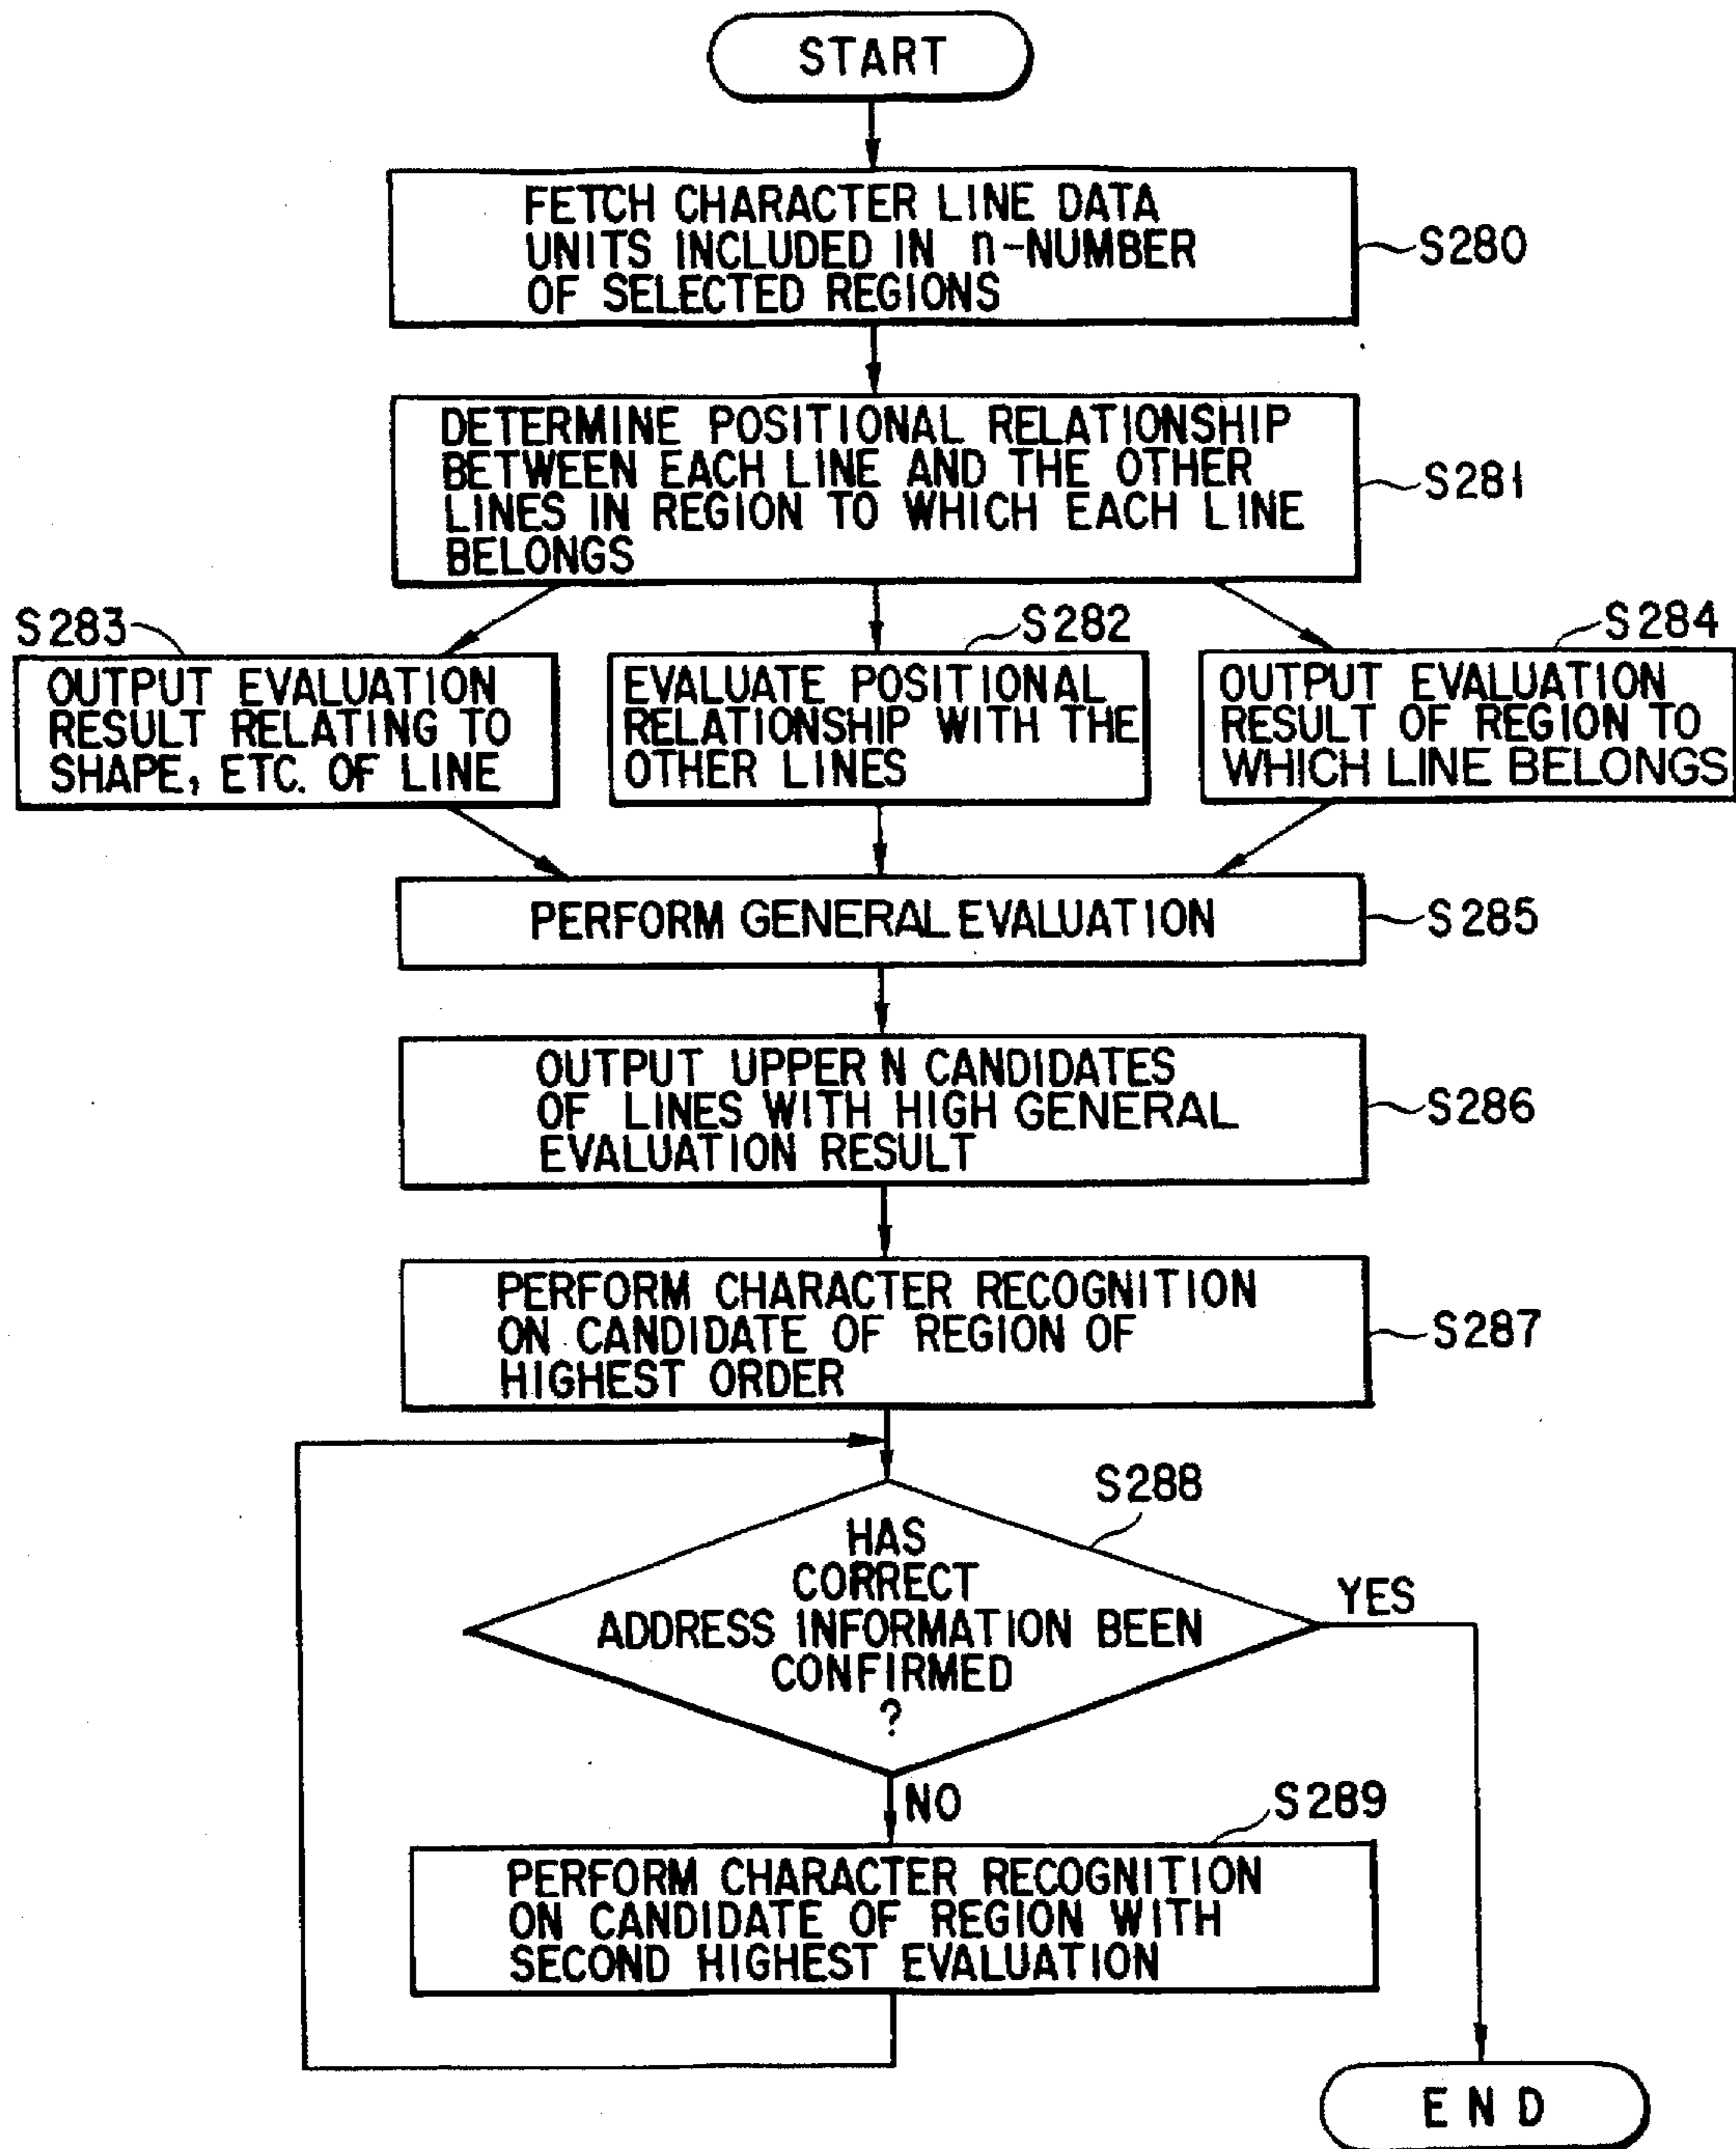 START
FETCH CHARACTER LINE DATA
UNITS INCLUDED IN n-NUMBER
OF SELECTED REGIONS
S280
DETERMINE POSITIONAL RELATIONSHIP
BETWEEN EACH LINE AND THE OTHER
LINES IN REGION TO WHICH EACH LINE
BELONGS
S281
S283
OUTPUT EVALUATION
RESULT RELATING TO
SHAPE, ETC. OF LINE
S282
EVALUATE POSITIONAL
RELATIONSHIP WITH THE
OTHER LINES
S284
OUTPUT EVALUATION
RESULT OF REGION TO
WHICH LINE BELONGS
PERFORM GENERAL EVALUATION
S285
OUTPUT UPPER N CANDIDATES
OF LINES WITH HIGH GENERAL
EVALUATION RESULT
S286
PERFORM CHARACTER RECOGNITION
ON CANDIDATE OF REGION OF
HIGHEST ORDER
S287
S288
HAS
CORRECT
ADDRESS INFORMATION BEEN
CONFIRMED
?
YES
NO
S289
PERFORM CHARACTER RECOGNITION
ON CANDIDATE OF REGION WITH
SECOND HIGHEST EVALUATION
END